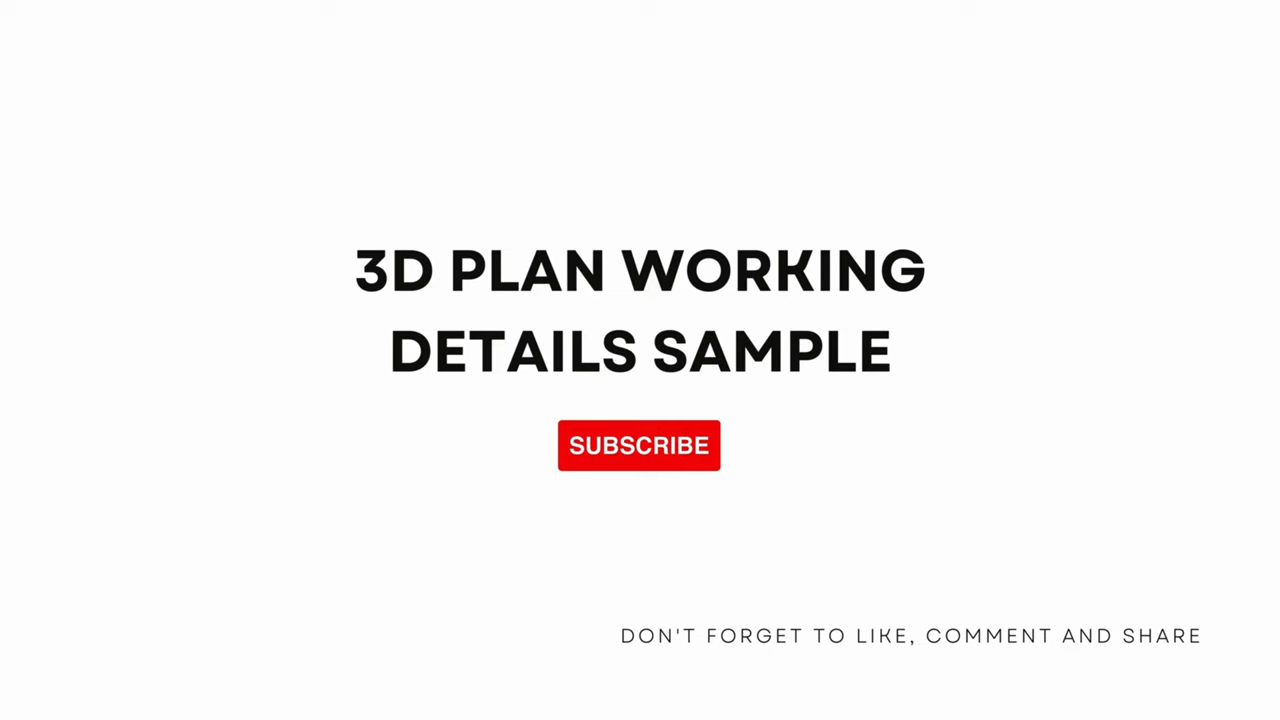 3D PLAN WORKING
DETAILS SAMPLE
SUBSCRIBE
DON'T FORGET TO LIKE, COMMENT AND SHARE